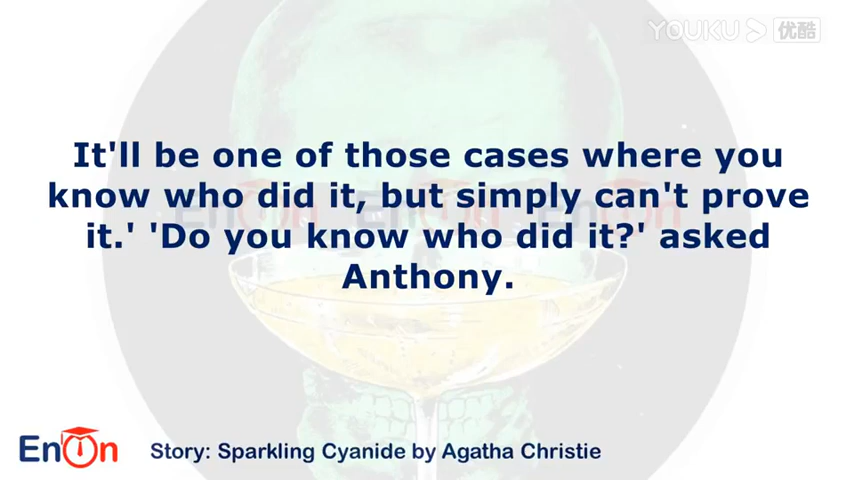 YOUKU 优酷
It'll be one of those cases where you
know who did it, but simply can't prove
it.' 'Do you know who did it?' asked
Anthony.
EnOn
Story: Sparkling Cyanide by Agatha Christie